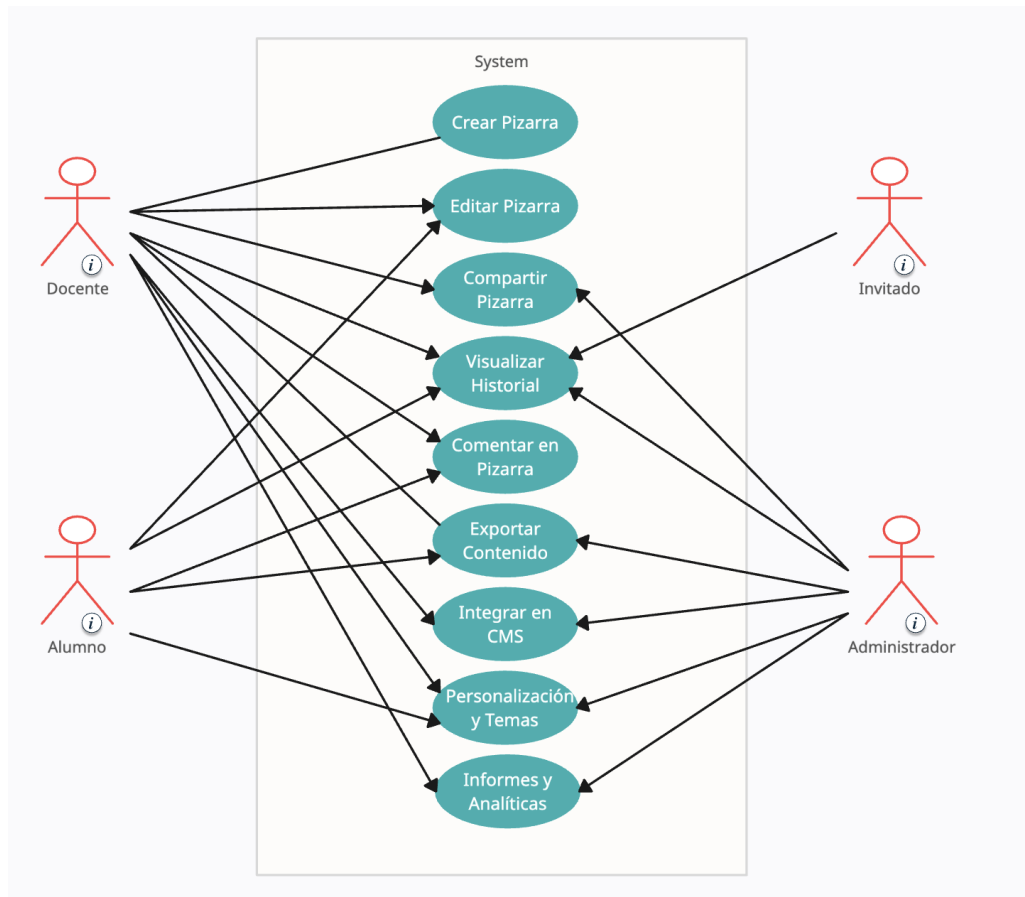 System
Crear Pizarra
Editar Pizarra
Compartir
Pizarra
Visualizar
Historial
Comentar en
Pizarra
Exportar
Contenido
Integrar en
CMS
Personalización
y Temas
Informes y
Analíticas
i
Docente
i
Alumno
i
Invitado
i
Administrador